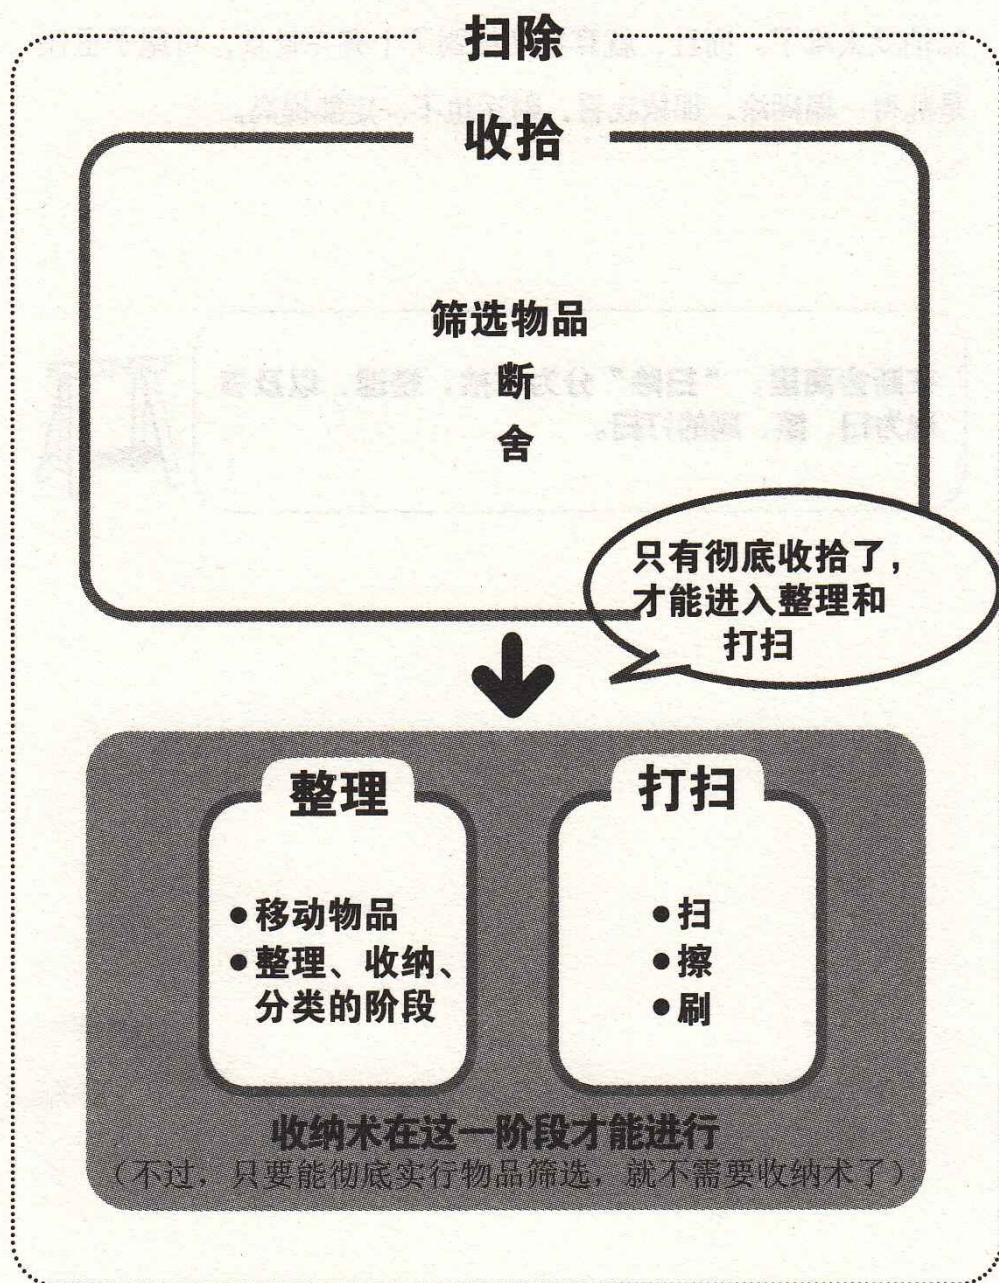 扫除
收拾
筛选物品
断
舍
只有彻底收拾了，
才能进入整理和
打扫
整理
●移动物品
●整理、收纳、
分类的阶段
打扫
●扫
●擦
●刷
收纳术在这一阶段才能进行
（不过，只要能彻底实行物品筛选，就不需要收纳术了）